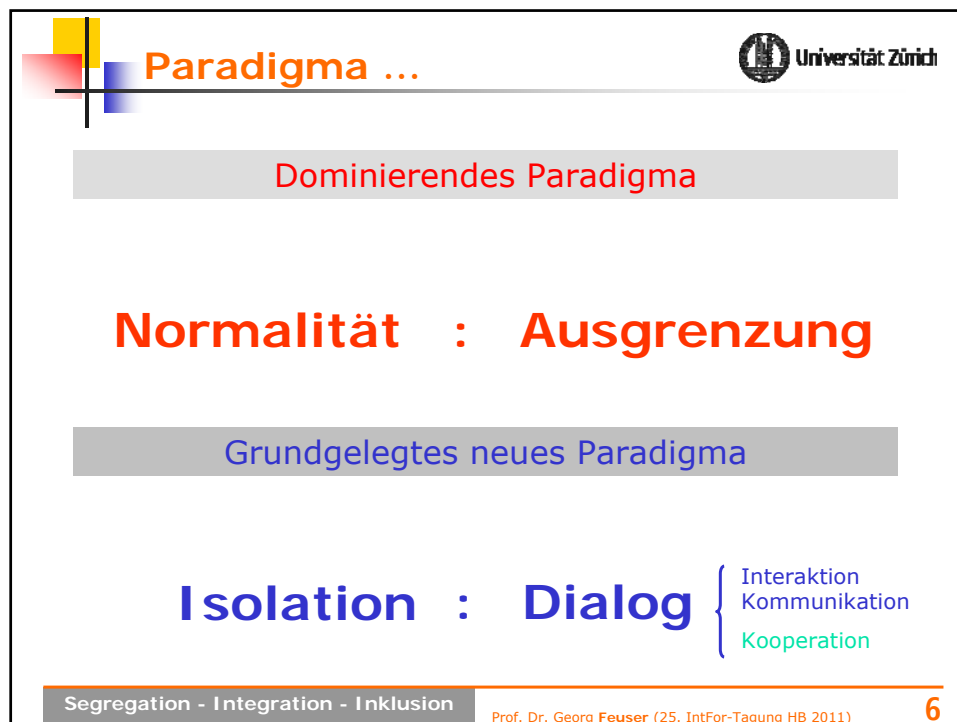 Paradigma ...
Universität Zürich
Dominierendes Paradigma
Normalität : Ausgrenzung
Grundgelegtes neues Paradigma
Isolation : Dialog
Interaktion
Kommunikation
Kooperation
Segregation - Integration - Inklusion
Prof. Dr. Georg Feuser (25. IntFor-Tagung HB 2011)
6